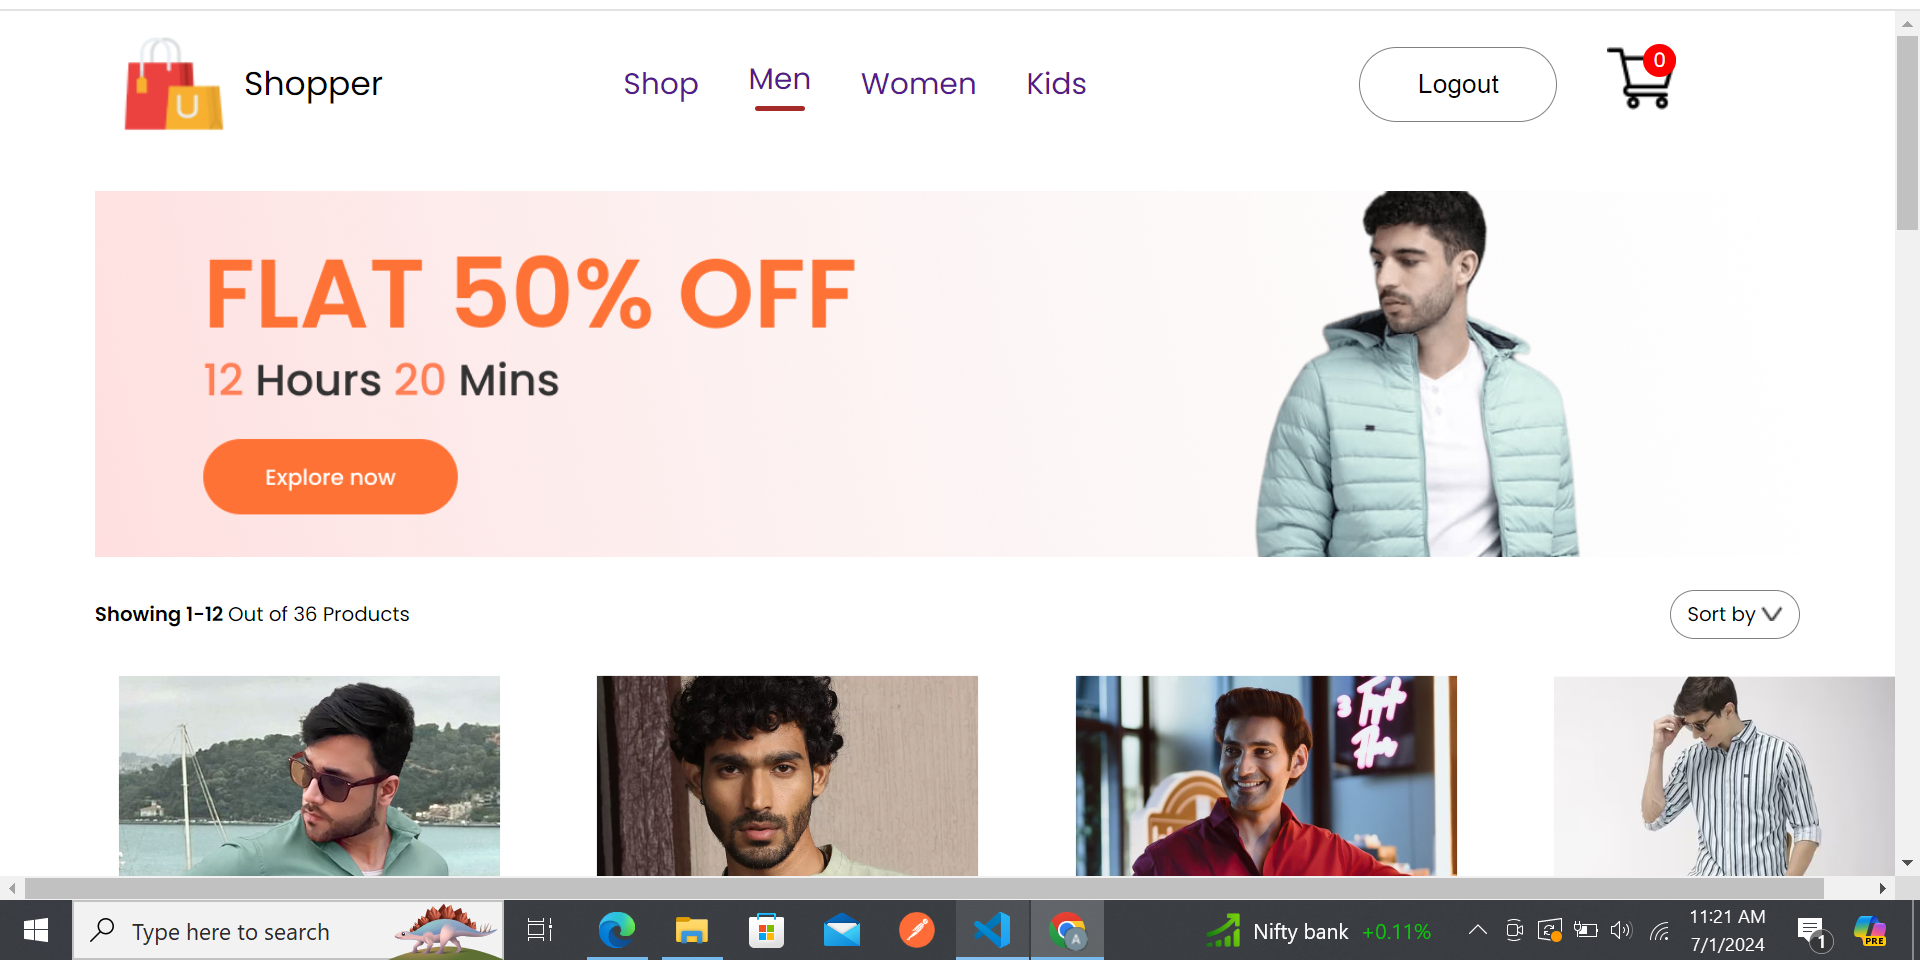 Shopper
Shop Men Women Kids
Logout
0
FLAT 50% OFF
12 Hours 20 Mins
Explore now
Showing 1-12 Out of 36 Products
Sort by
U
Type here to search
A
Nifty bank +0.11%
11:21 AM
7/1/2024
1
PRE